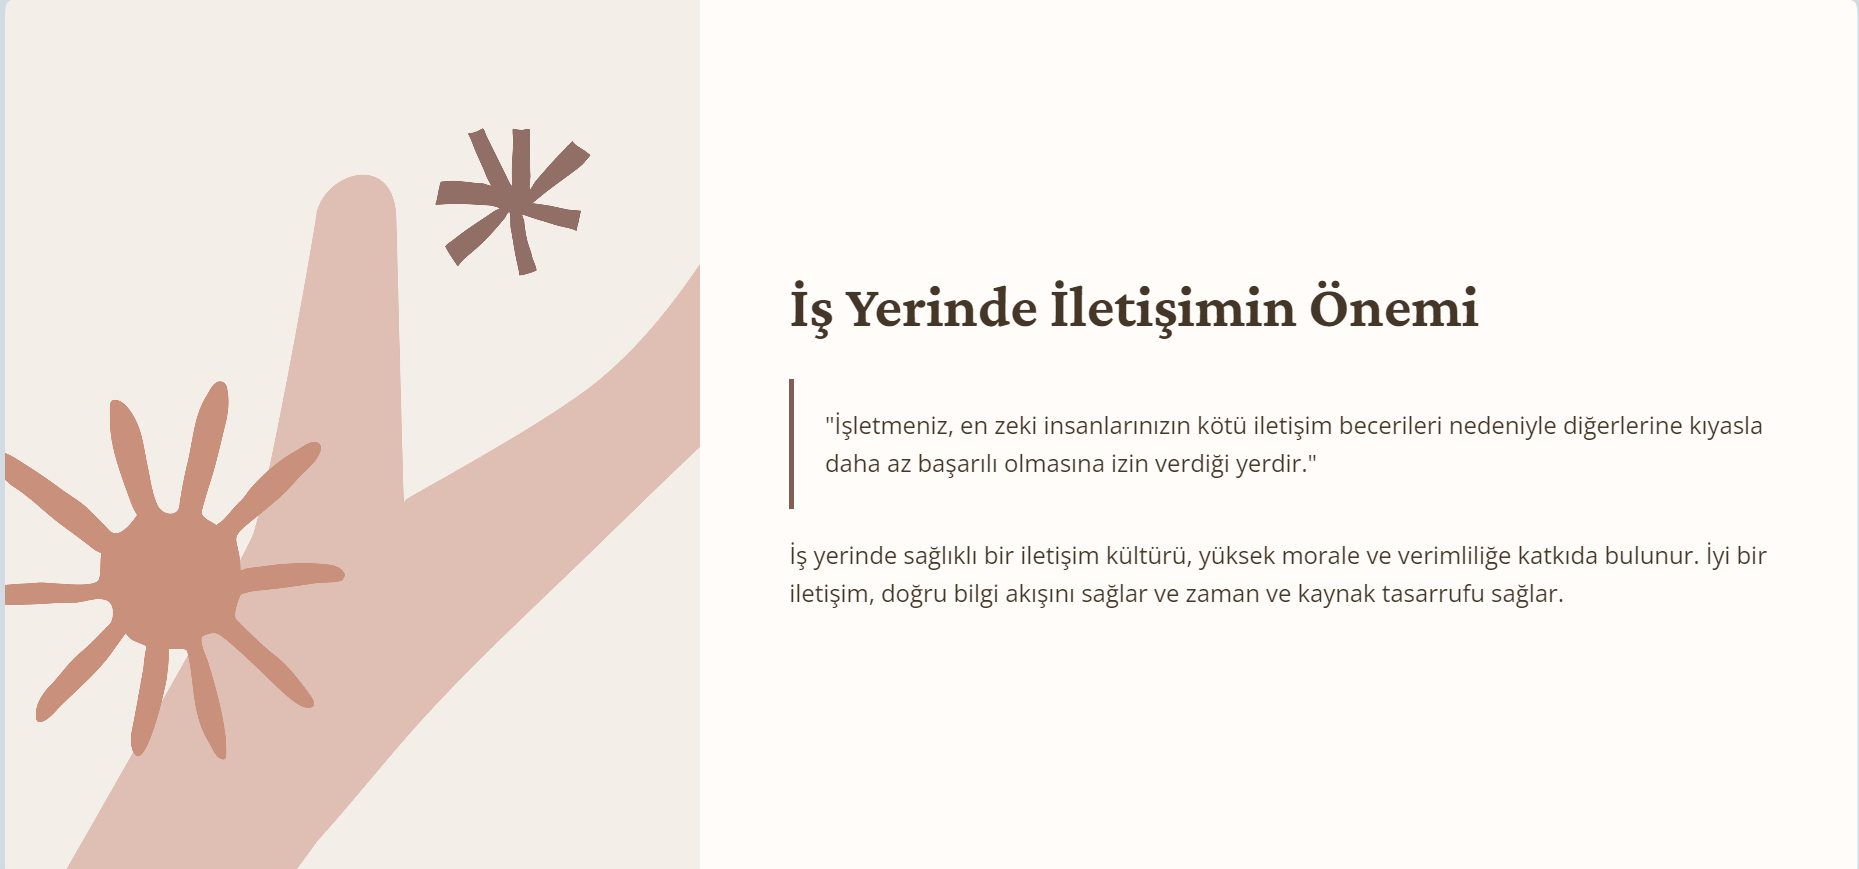 İş Yerinde İletişimin Önemi
"İşletmeniz, en zeki insanlarınızın kötü iletişim becerileri nedeniyle diğerlerine kıyasla
daha az başarılı olmasına izin verdiği yerdir."
İş yerinde sağlıklı bir iletişim kültürü, yüksek morale ve verimliliğe katkıda bulunur. İyi bir
iletişim, doğru bilgi akışını sağlar ve zaman ve kaynak tasarrufu sağlar.